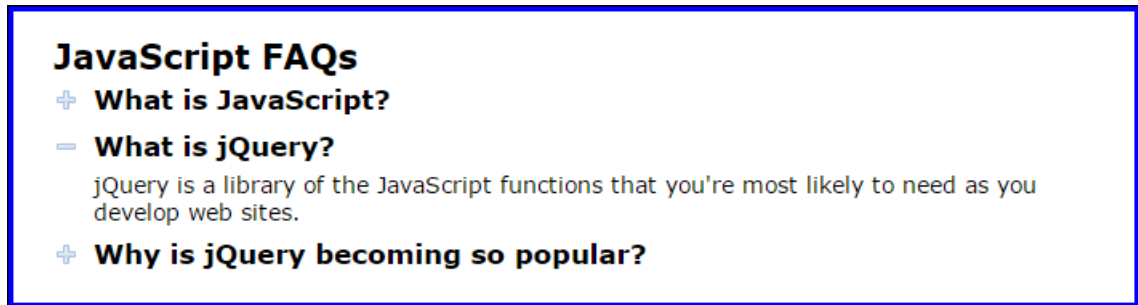 JavaScript FAQs
What is JavaScript?
What is jQuery?
jQuery is a library of the JavaScript functions that you're most likely to need as you
develop web sites.
Why is jQuery becoming so popular?